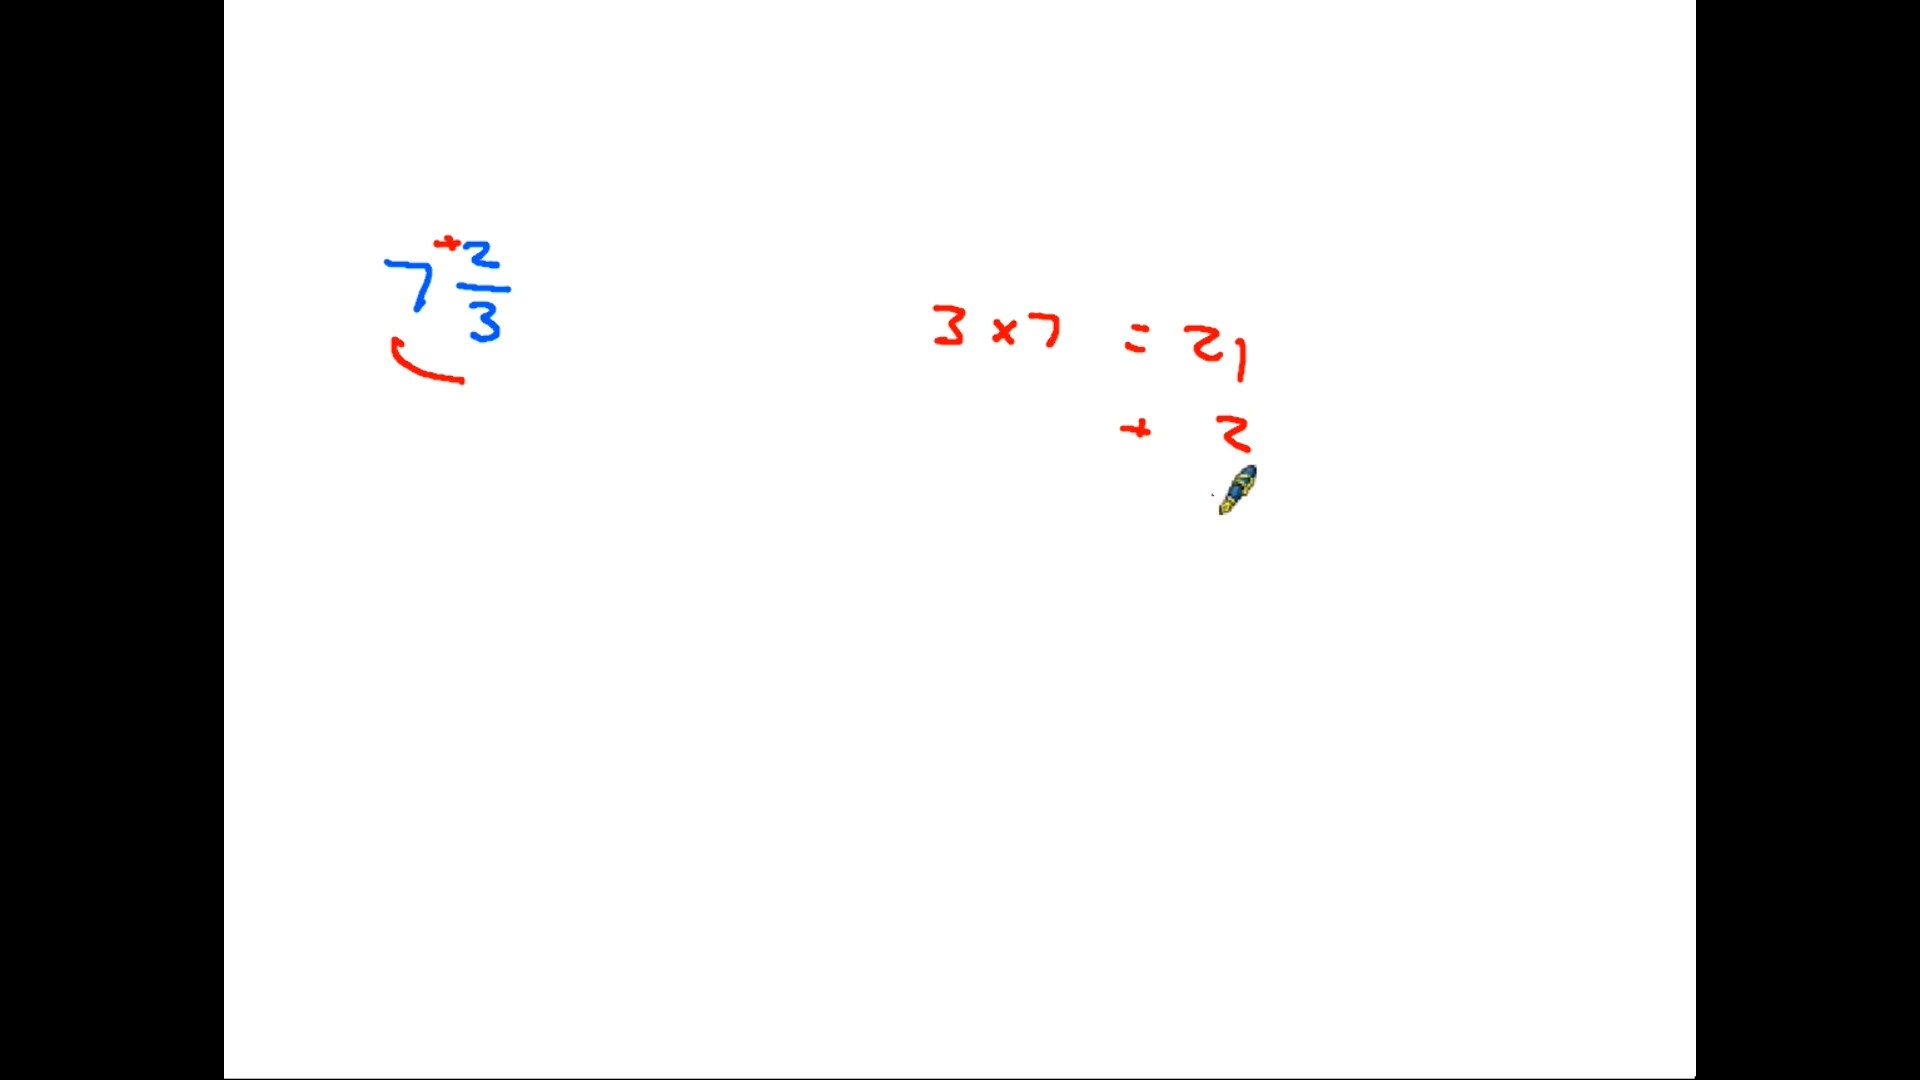 7 + 2/3
3 × 7 = 21
+ 2